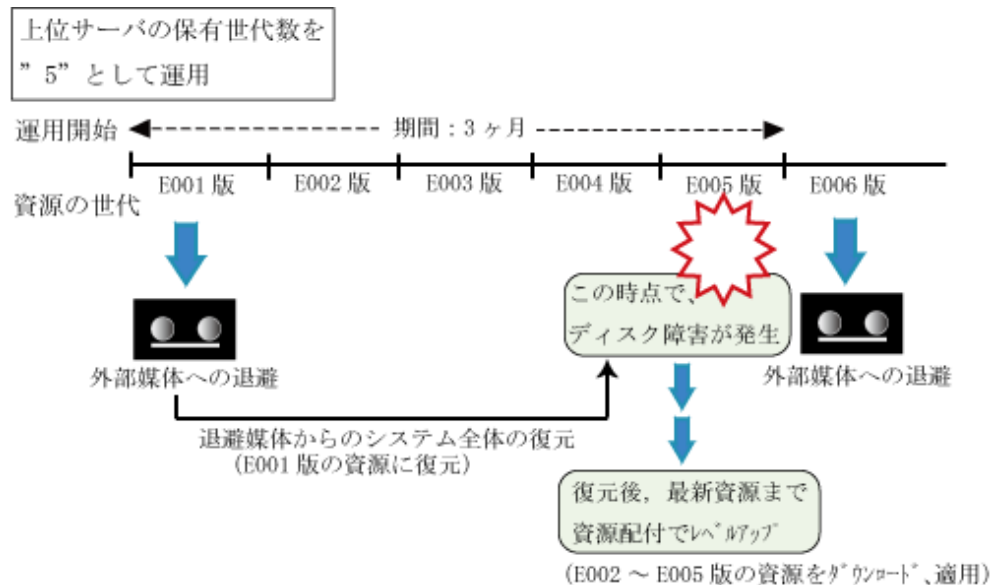 上位サーバの保有世代数を
”5”として運用
運用開始
期間：3ヶ月
E001版
E002版
E003版
E004版
E005版
E006版
資源の世代
この時点で、
ディスク障害が発生
外部媒体への退避
外部媒体への退避
退避媒体からのシステム全体の復元
(E001版の資源に復元)
復元後，最新資源まで
資源配付でﾚﾍﾞﾙｱｯﾌﾟ
(E002～E005版の資源をﾀﾞｳﾝﾛｰﾄﾞ、適用)